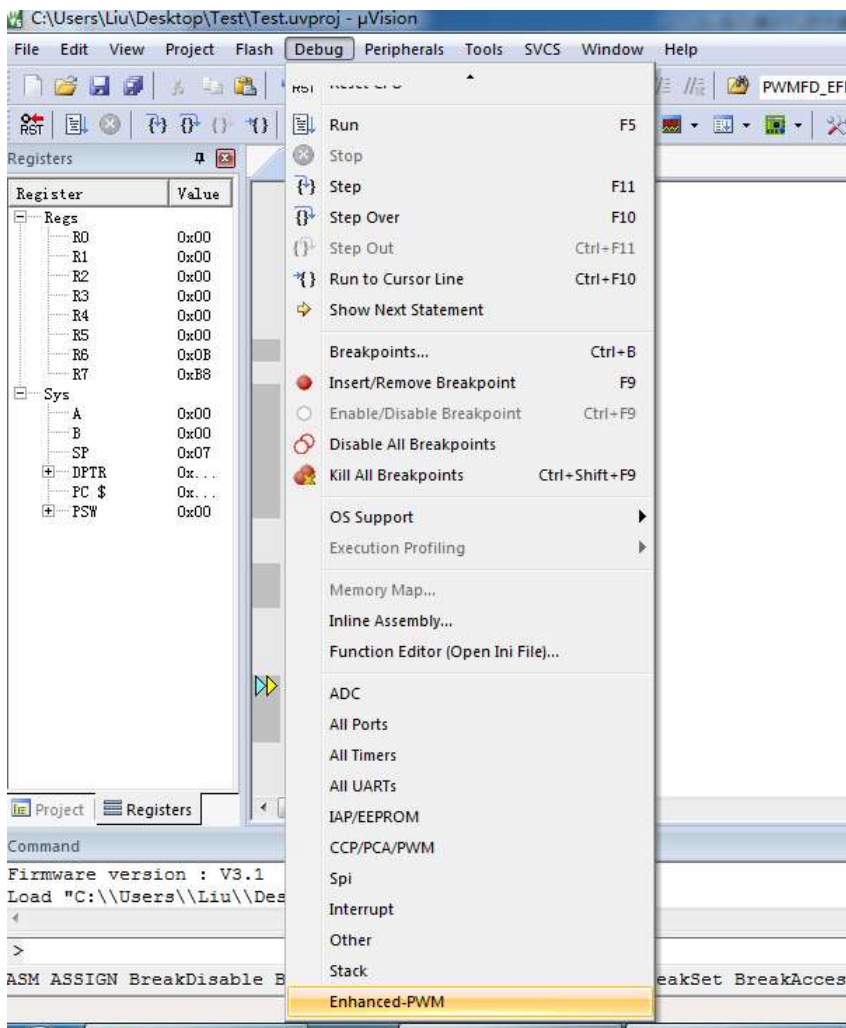 C:\Users\Liu\Desktop\Test\Test.uvproj - µVision
File Edit View Project Flash Debug Peripherals Tools SVCS Window Help
RST Reset CPU PWMFD_EF
RST
Registers
Register Value
Regs
R0 0x00
R1 0x00
R2 0x00
R3 0x00
R4 0x00
R5 0x00
R6 0x0B
R7 0xB8
Sys
A 0x00
B 0x00
SP 0x07
DPTR 0x...
PC $ 0x...
PSW 0x00
Project Registers
Run F5
Stop
Step F11
Step Over F10
Step Out Ctrl+F11
Run to Cursor Line Ctrl+F10
Show Next Statement
Breakpoints... Ctrl+B
Insert/Remove Breakpoint F9
Enable/Disable Breakpoint Ctrl+F9
Disable All Breakpoints
Kill All Breakpoints Ctrl+Shift+F9
OS Support
Execution Profiling
Memory Map...
Inline Assembly...
Function Editor (Open Ini File)...
ADC
All Ports
All Timers
All UARTs
IAP/EEPROM
CCP/PCA/PWM
Spi
Interrupt
Other
Stack
Enhanced-PWM
Command
Firmware version : V3.1
Load "C:\\Users\\Liu\\Des
>
ASM ASSIGN BreakDisable B eakSet BreakAcces